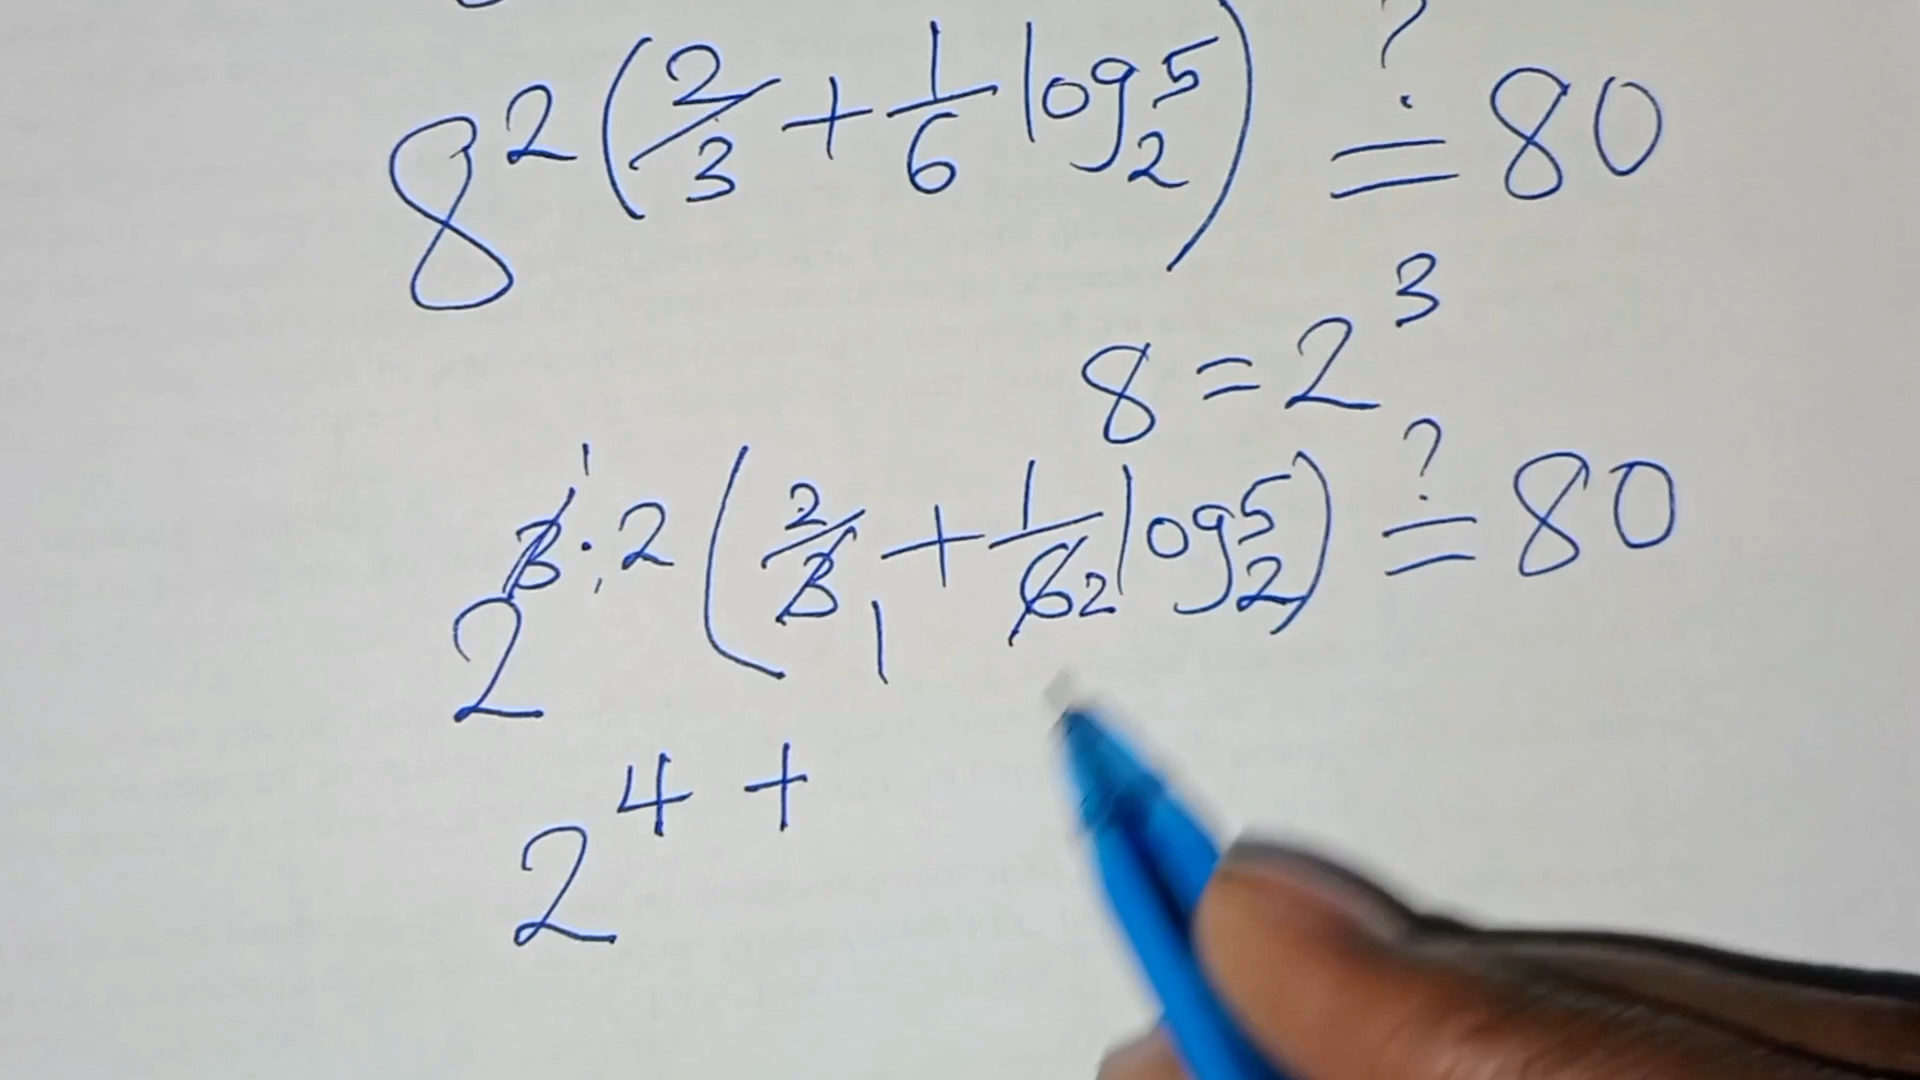 8^2(2/3 + 1/6 log_2^5) ≟ 80
8 = 2^3
2^3·2(2/3 + 1/6 log_2^5) ≟ 80
2^4 +